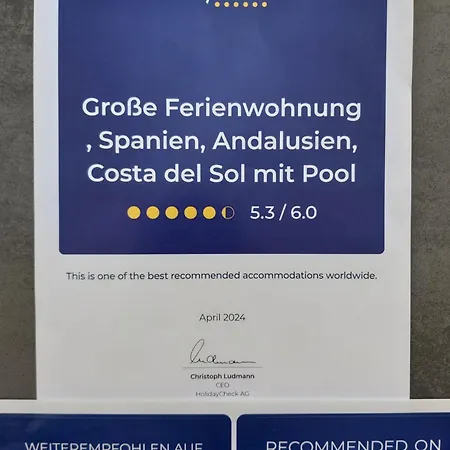 Große Ferienwohnung
, Spanien, Andalusien,
Costa del Sol mit Pool
5.3 / 6.0
This is one of the best recommended accommodations worldwide.
April 2024
Christoph Ludmann
CEO
HolidayCheck AG
WEITEREMPFOHLEN AUF
RECOMMENDED ON